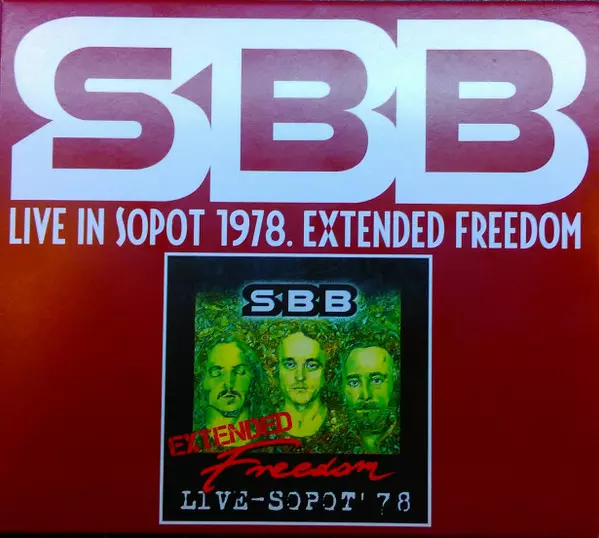 SBB
LIVE IN SOPOT 1978. EXTENDED FREEDOM
SBB
EXTENDED
Freedom
LIVE-SOPOT'78